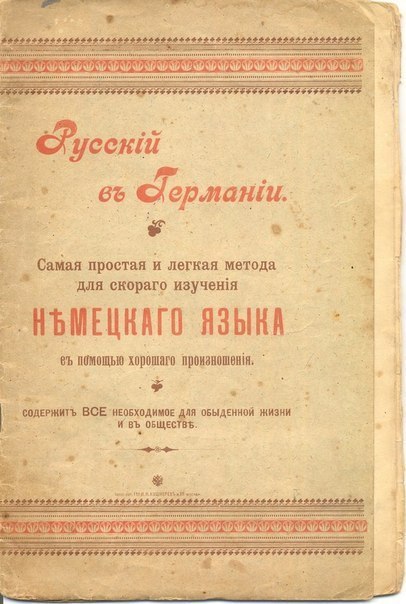 Русскій
въ Германіи.
Самая простая и легкая метода
для скораго изученія
НѢМЕЦКАГО ЯЗЫКА
съ помощью хорошаго произношенія.
СОДЕРЖИТЪ ВСЕ НЕОБХОДИМОЕ ДЛЯ ОБЫДЕННОЙ ЖИЗНИ
И ВЪ ОБЩЕСТВѢ.